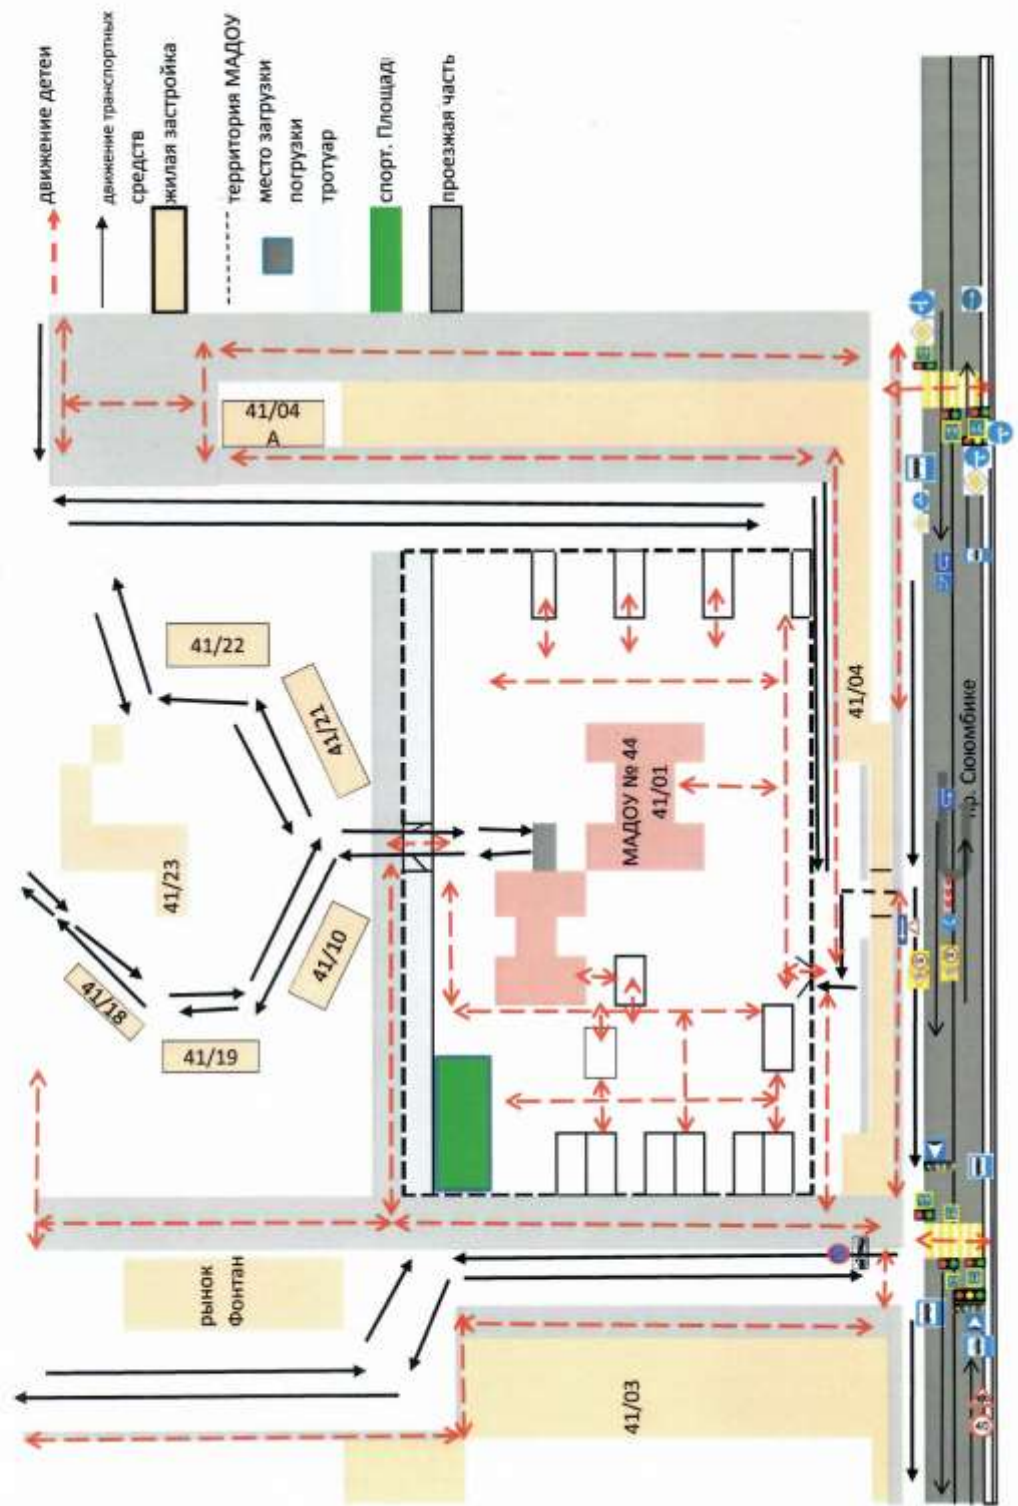 движение детей
движение транспортных
средств
жилая застройка
территория МАДОУ
место загрузки
погрузки
тротуар
спорт. Площад
проезжая часть
41/04
А
41/22
41/21
41/23
41/10
41/18
41/19
МАДОУ № 44
41/01
41/04
пр. Сююмбике
рынок
Фонтан
41/03